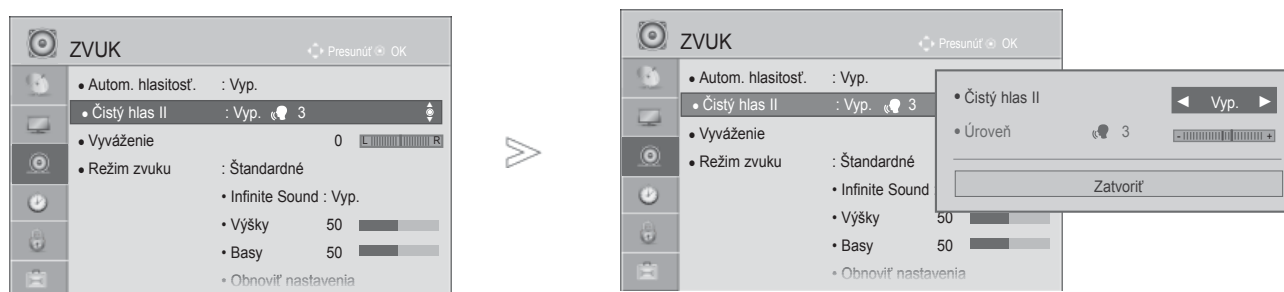 ZVUK
Presunúť OK
• Autom. hlasitosť. : Vyp.
• Čistý hlas II : Vyp. 3
• Vyváženie 0 L R
• Režim zvuku : Štandardné
• Infinite Sound : Vyp.
• Výšky 50
• Basy 50
• Obnoviť nastavenia
ZVUK
Presunúť OK
• Autom. hlasitosť. : Vyp.
• Čistý hlas II : Vyp. 3
• Vyváženie
• Režim zvuku : Štandardné
• Infinite Sound :
• Výšky 50
• Basy 50
• Obnoviť nastavenia
• Čistý hlas II ◄ Vyp. ►
• Úroveň 3 - +
Zatvoriť